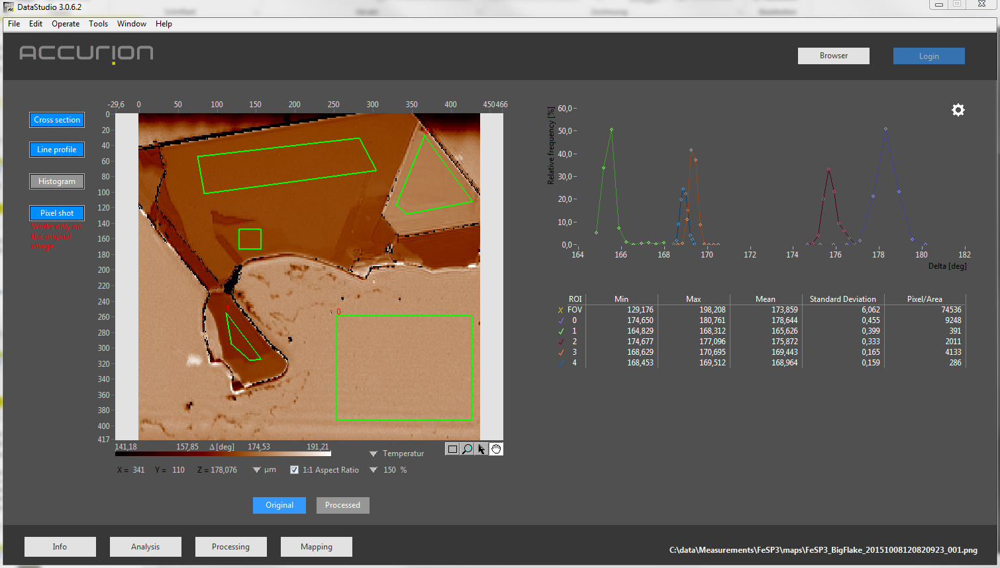 DataStudio 3.0.6.2
File Edit Operate Tools Window Help
ACCURION
Browser Login
Cross section
Line profile
Histogram
Pixel shot
Works only on
the original
image.
-29,6 0 50 100 150 200 250 300 350 400 450 466
0
20
40
60
80
100
120
140
160
180
200
220
240
260
280
300
320
340
360
380
400
417
1
0
141,18 157,85 Δ [deg] 174,53 191,21
Temperatur
X = 341 Y = 110 Z = 178,076 µm 1:1 Aspect Ratio 150 %
Original Processed
Relative frequency [%]
60,0
50,0
40,0
30,0
20,0
10,0
0,0
164 166 168 170 172 174 176 178 180 182
Delta [deg]
ROI Min Max Mean Standard Deviation Pixel/Area
FOV 129,176 198,208 173,859 6,062 74536
0 174,650 180,761 178,644 0,455 9248
1 164,829 168,312 165,626 0,399 391
2 174,677 177,096 175,872 0,333 2011
3 168,629 170,695 169,443 0,165 4133
4 168,453 169,512 168,964 0,159 286
Info Analysis Processing Mapping
C:\data\Measurements\FeSP3\maps\FeSP3_BigFlake_20151008120820923_001.png